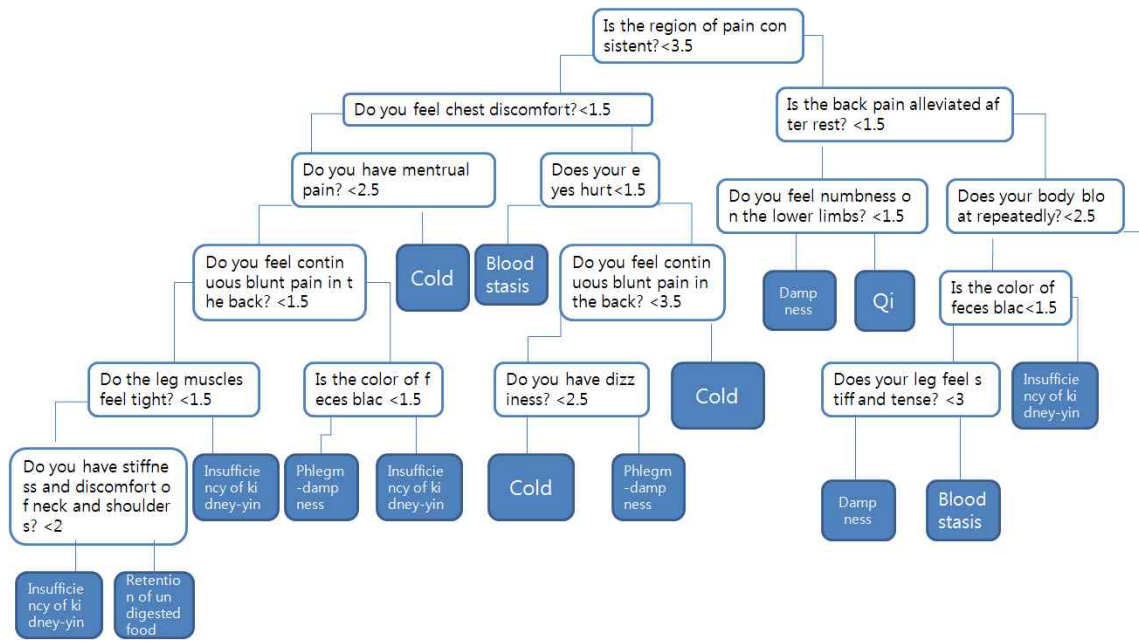 Is the region of pain con
sistent?<3.5
Do you feel chest discomfort?<1.5
Is the back pain alleviated af
ter rest? <1.5
Do you have mentrual
pain? <2.5
Does your e
yes hurt<1.5
Do you feel numbness o
n the lower limbs? <1.5
Does your body blo
at repeatedly?<2.5
Do you feel contin
uous blunt pain in t
he back? <1.5
Cold
Blood
stasis
Do you feel contin
uous blunt pain in
the back? <3.5
Damp
ness
Qi
Is the color of
feces blac<1.5
Do the leg muscles
feel tight? <1.5
Is the color of f
eces blac <1.5
Do you have dizz
iness? <2.5
Cold
Does your leg feel s
tiff and tense? <3
Insufficie
ncy of ki
dney-yin
Do you have stiffne
ss and discomfort o
f neck and shoulder
s? <2
Insufficie
ncy of ki
dney-yin
Phlegm
-damp
ness
Insufficie
ncy of ki
dney-yin
Cold
Phlegm
-damp
ness
Damp
ness
Blood
stasis
Insufficie
ncy of ki
dney-yin
Retentio
n of un
digested
food